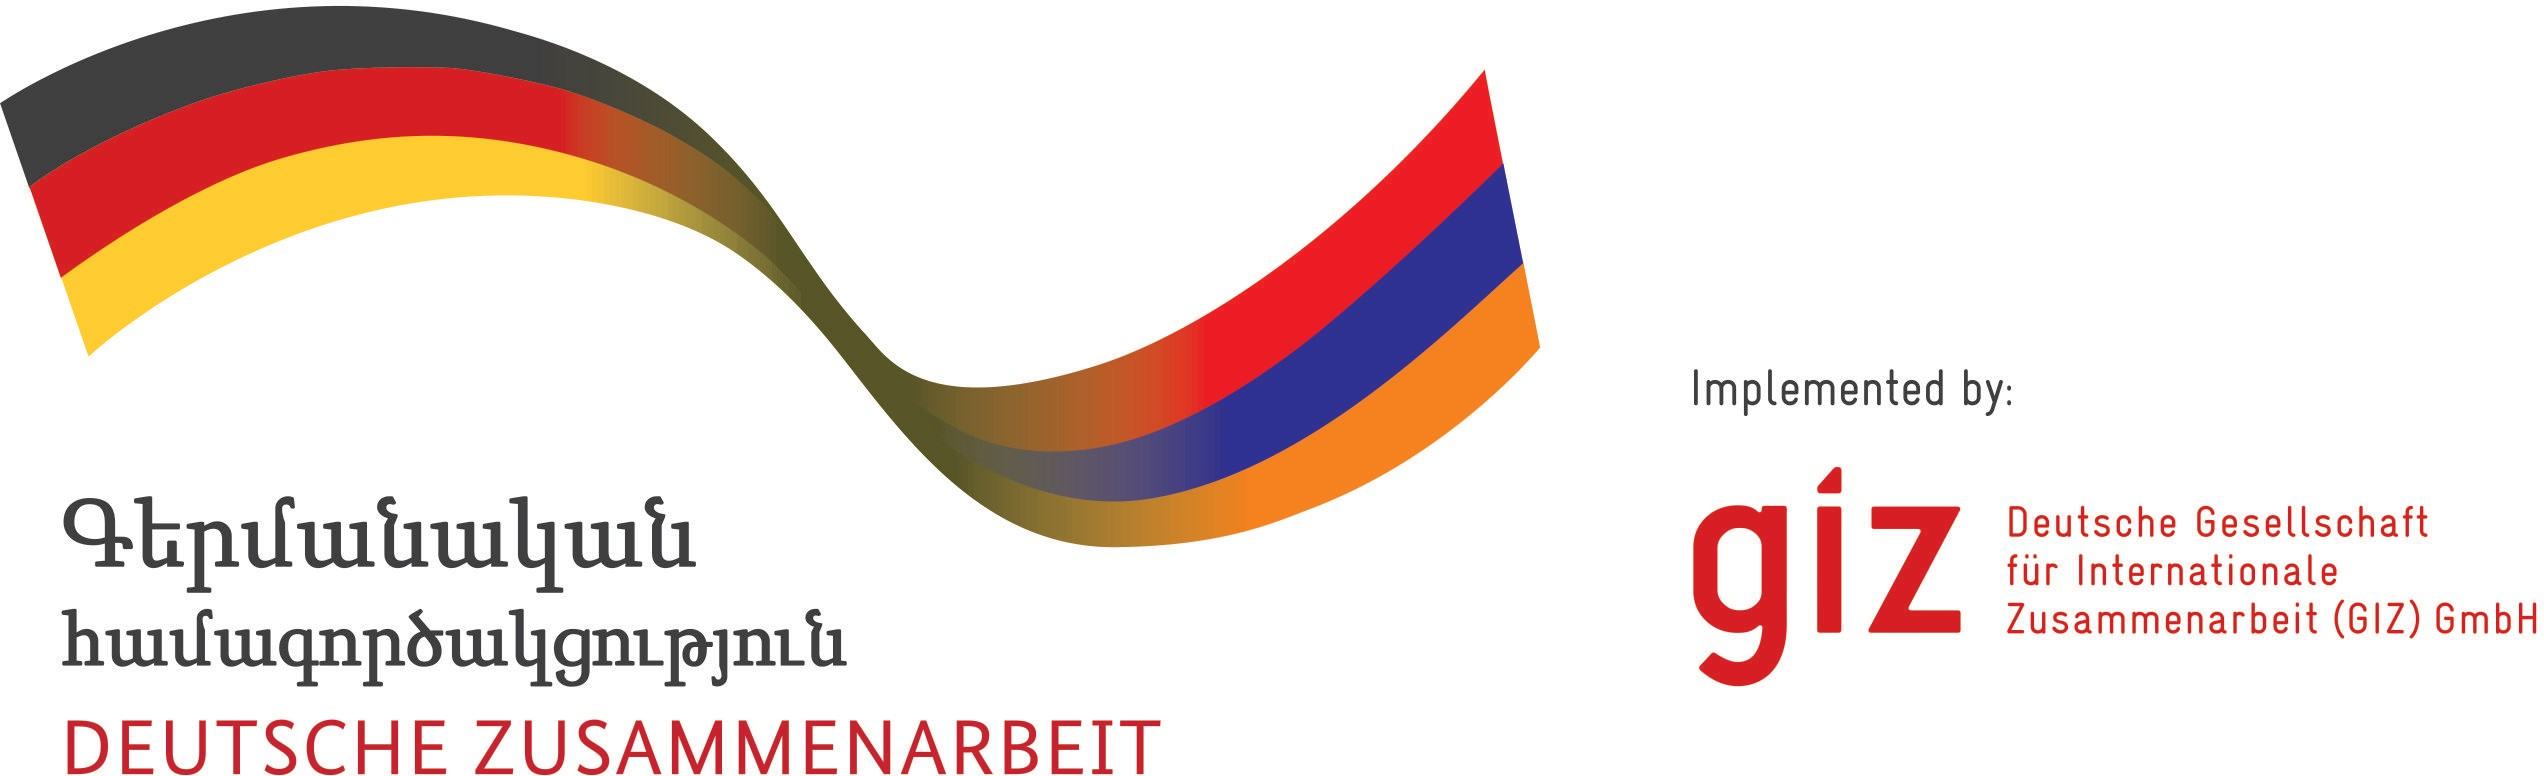 Գերմանական
համագործակցություն
DEUTSCHE ZUSAMMENARBEIT
Implemented by:
giz
Deutsche Gesellschaft
für Internationale
Zusammenarbeit (GIZ) GmbH